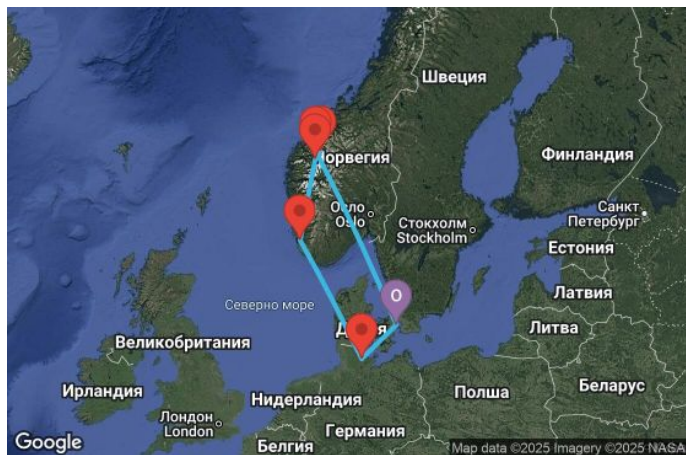 Швеция
Норвегия
Финландия
Осло
Oslo
Санкт
Петербург
Стокхолм
Stockholm
Естония
Латвия
O
Северно море
Литва
Великобритания
Ирландия
Беларус
Нидерландия
Полша
Лондон
London
Германия
Белгия
Google
Map data ©2025 Imagery ©2025 NASA